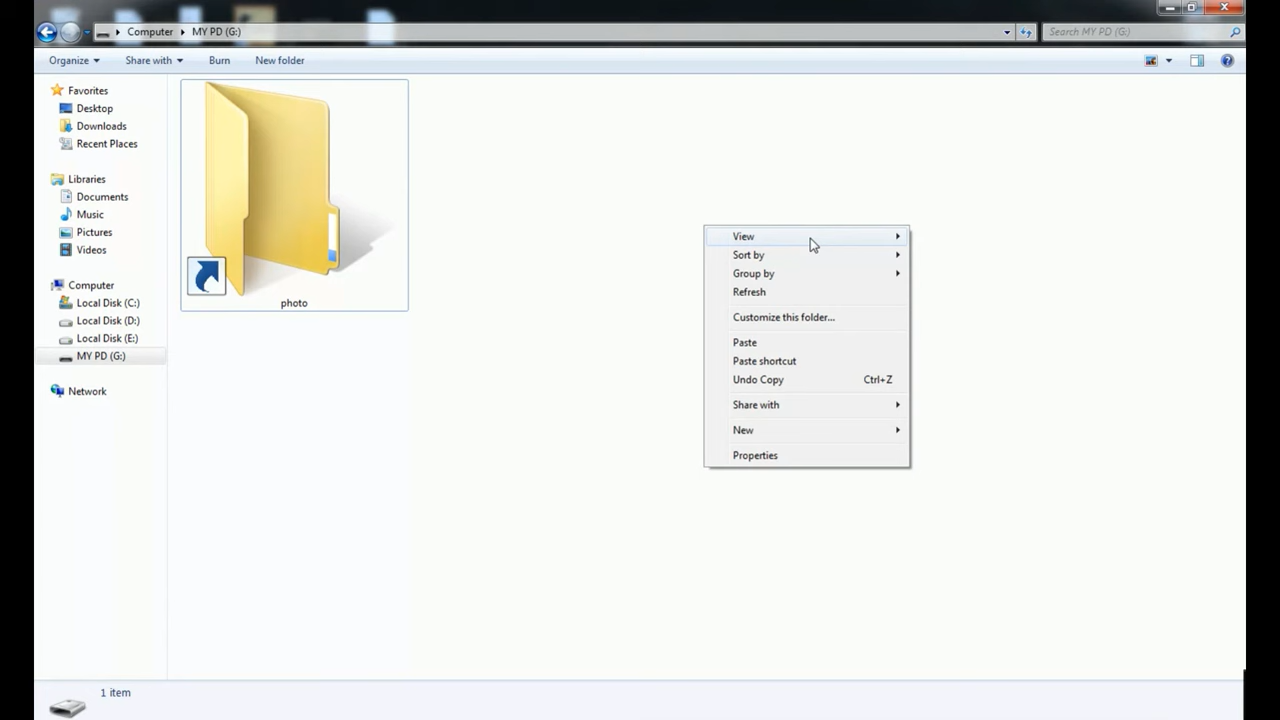 Computer MY PD (G:) Search MY PD (G:)
Organize Share with Burn New folder
Favorites
Desktop
Downloads
Recent Places
Libraries
Documents
Music
Pictures
Videos
Computer
Local Disk (C:)
Local Disk (D:)
Local Disk (E:)
MY PD (G:)
Network
photo
View
Sort by
Group by
Refresh
Customize this folder...
Paste
Paste shortcut
Undo Copy Ctrl+Z
Share with
New
Properties
1 item